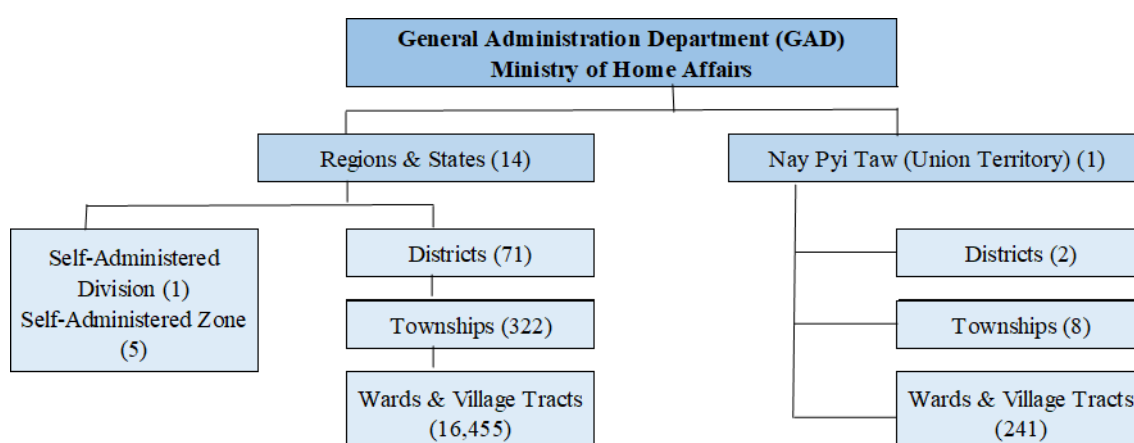 General Administration Department (GAD)
Ministry of Home Affairs
Regions & States (14)
Nay Pyi Taw (Union Territory) (1)
Self-Administered
Division (1)
Self-Administered Zone
(5)
Districts (71)
Townships (322)
Wards & Village Tracts
(16,455)
Districts (2)
Townships (8)
Wards & Village Tracts
(241)